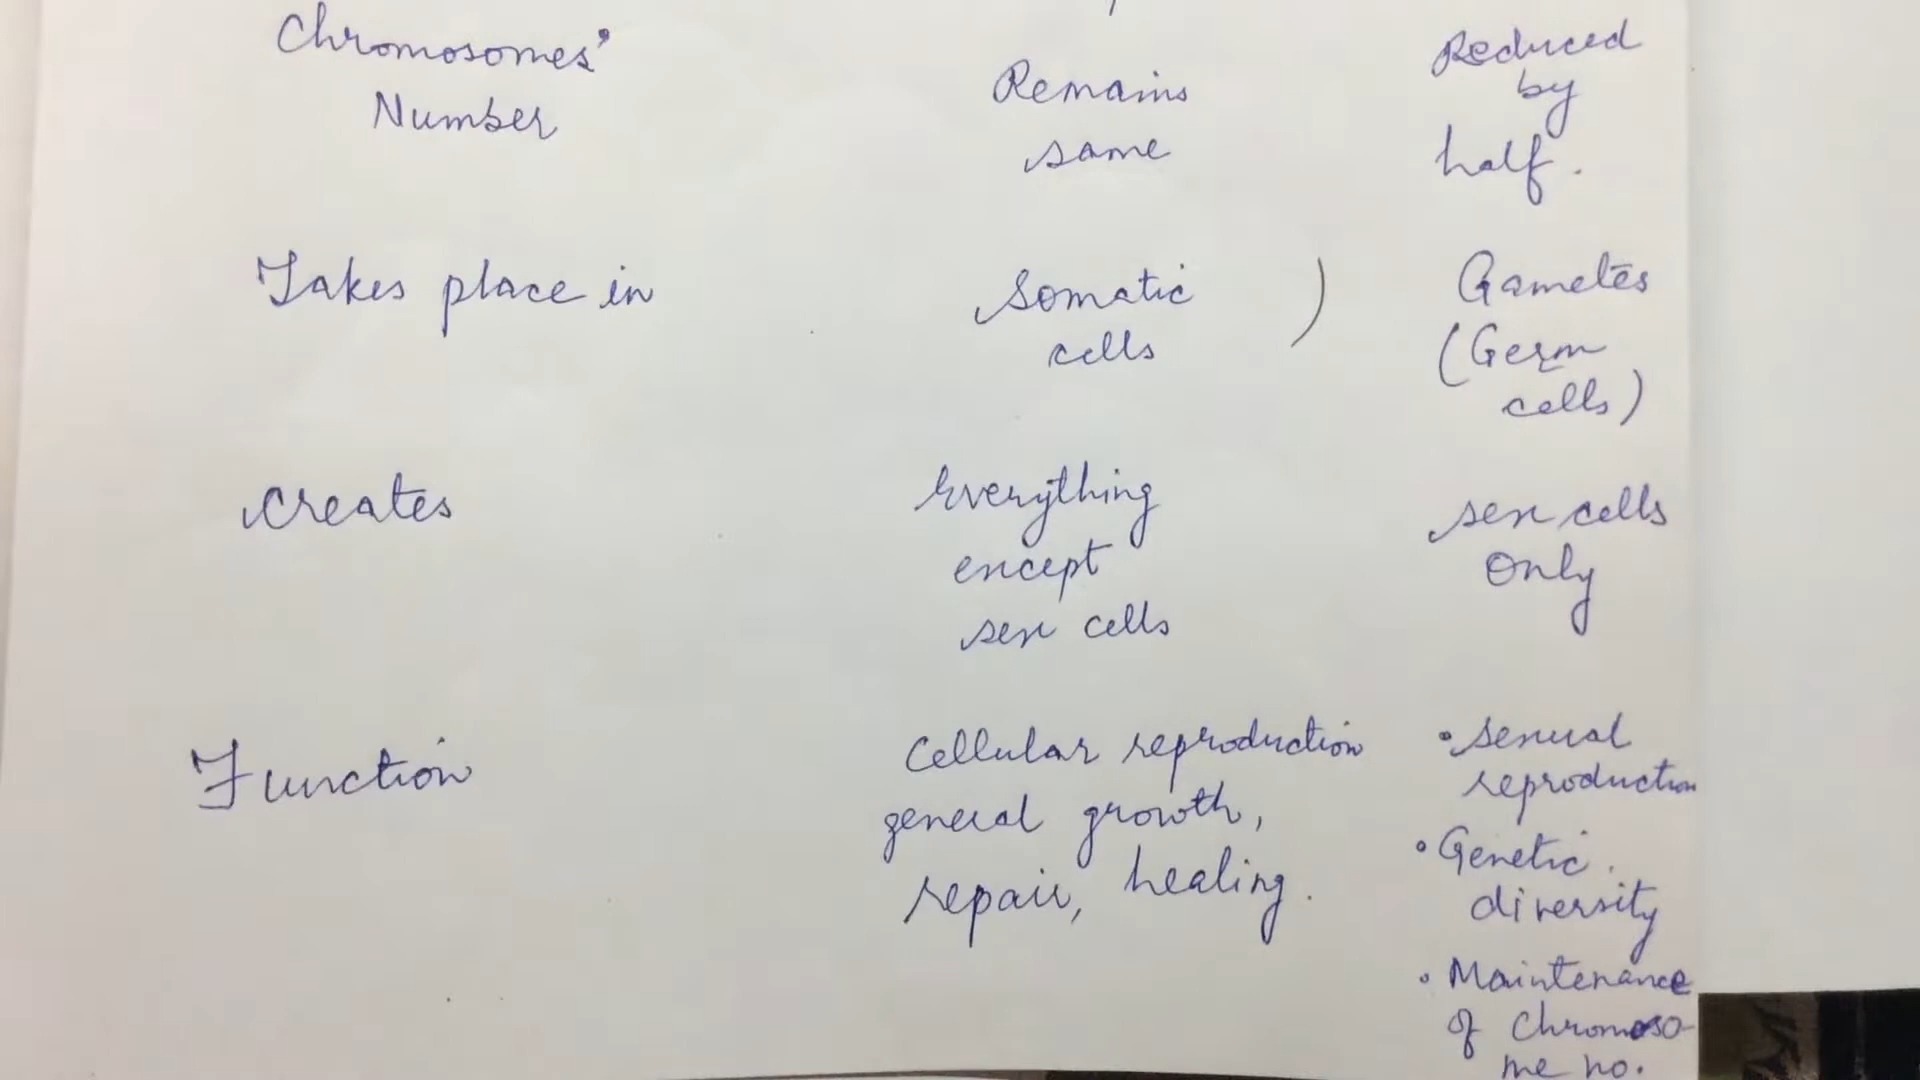 Chromosomes'
Number
Remains
same
Reduced
by
half.
Takes place in
Somatic
cells
)
Gametes
(Germ
cells)
Creates
Everything
except
sex cells
sex cells
Only
Function
Cellular reproduction
general growth,
repair, healing.
• sexual
reproduction
• Genetic
diversity
• Maintenance
of Chromoso-
me no.